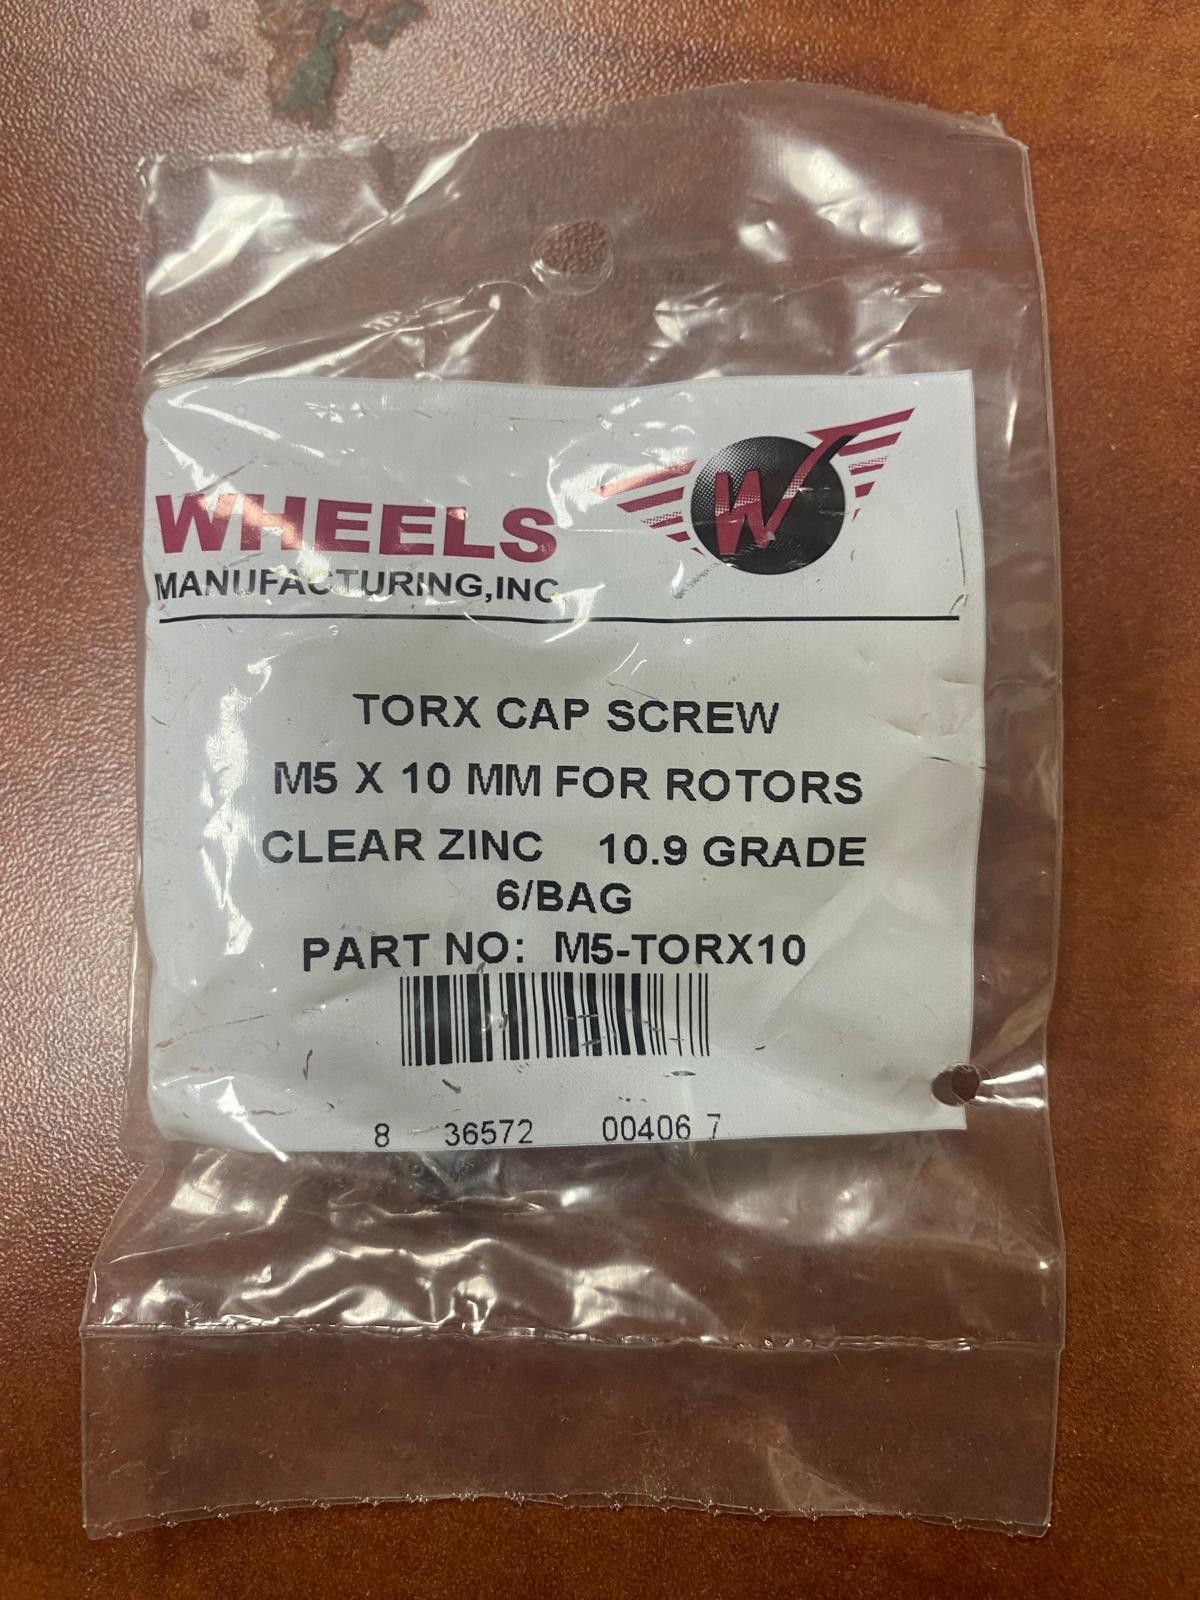 W
WHEELS
MANUFACTURING,INC.
TORX CAP SCREW
M5 X 10 MM FOR ROTORS
CLEAR ZINC 10.9 GRADE
6/BAG
PART NO: M5-TORX10
8 36572 00406 7